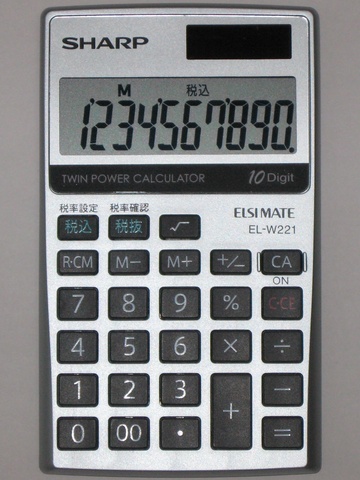 SHARP
M 税込
1234567890.
TWIN POWER CALCULATOR 10 Digit
税率設定 税率確認
ELSI MATE
税込 税抜 √ EL-W221
R·CM M− M+ +/− CA
ON
7 8 9 % C·CE
4 5 6 × ÷
1 2 3 + −
0 00 · =